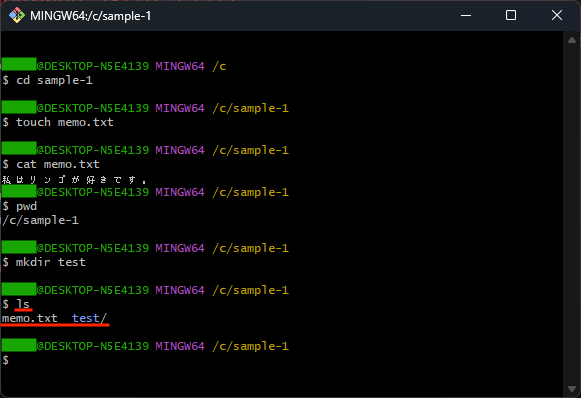 MINGW64:/c/sample-1
@DESKTOP-N5E4139 MINGW64 /c
$ cd sample-1
@DESKTOP-N5E4139 MINGW64 /c/sample-1
$ touch memo.txt
@DESKTOP-N5E4139 MINGW64 /c/sample-1
$ cat memo.txt
私はリンゴが好きです。
@DESKTOP-N5E4139 MINGW64 /c/sample-1
$ pwd
/c/sample-1
@DESKTOP-N5E4139 MINGW64 /c/sample-1
$ mkdir test
@DESKTOP-N5E4139 MINGW64 /c/sample-1
$ ls
memo.txt  test/
@DESKTOP-N5E4139 MINGW64 /c/sample-1
$